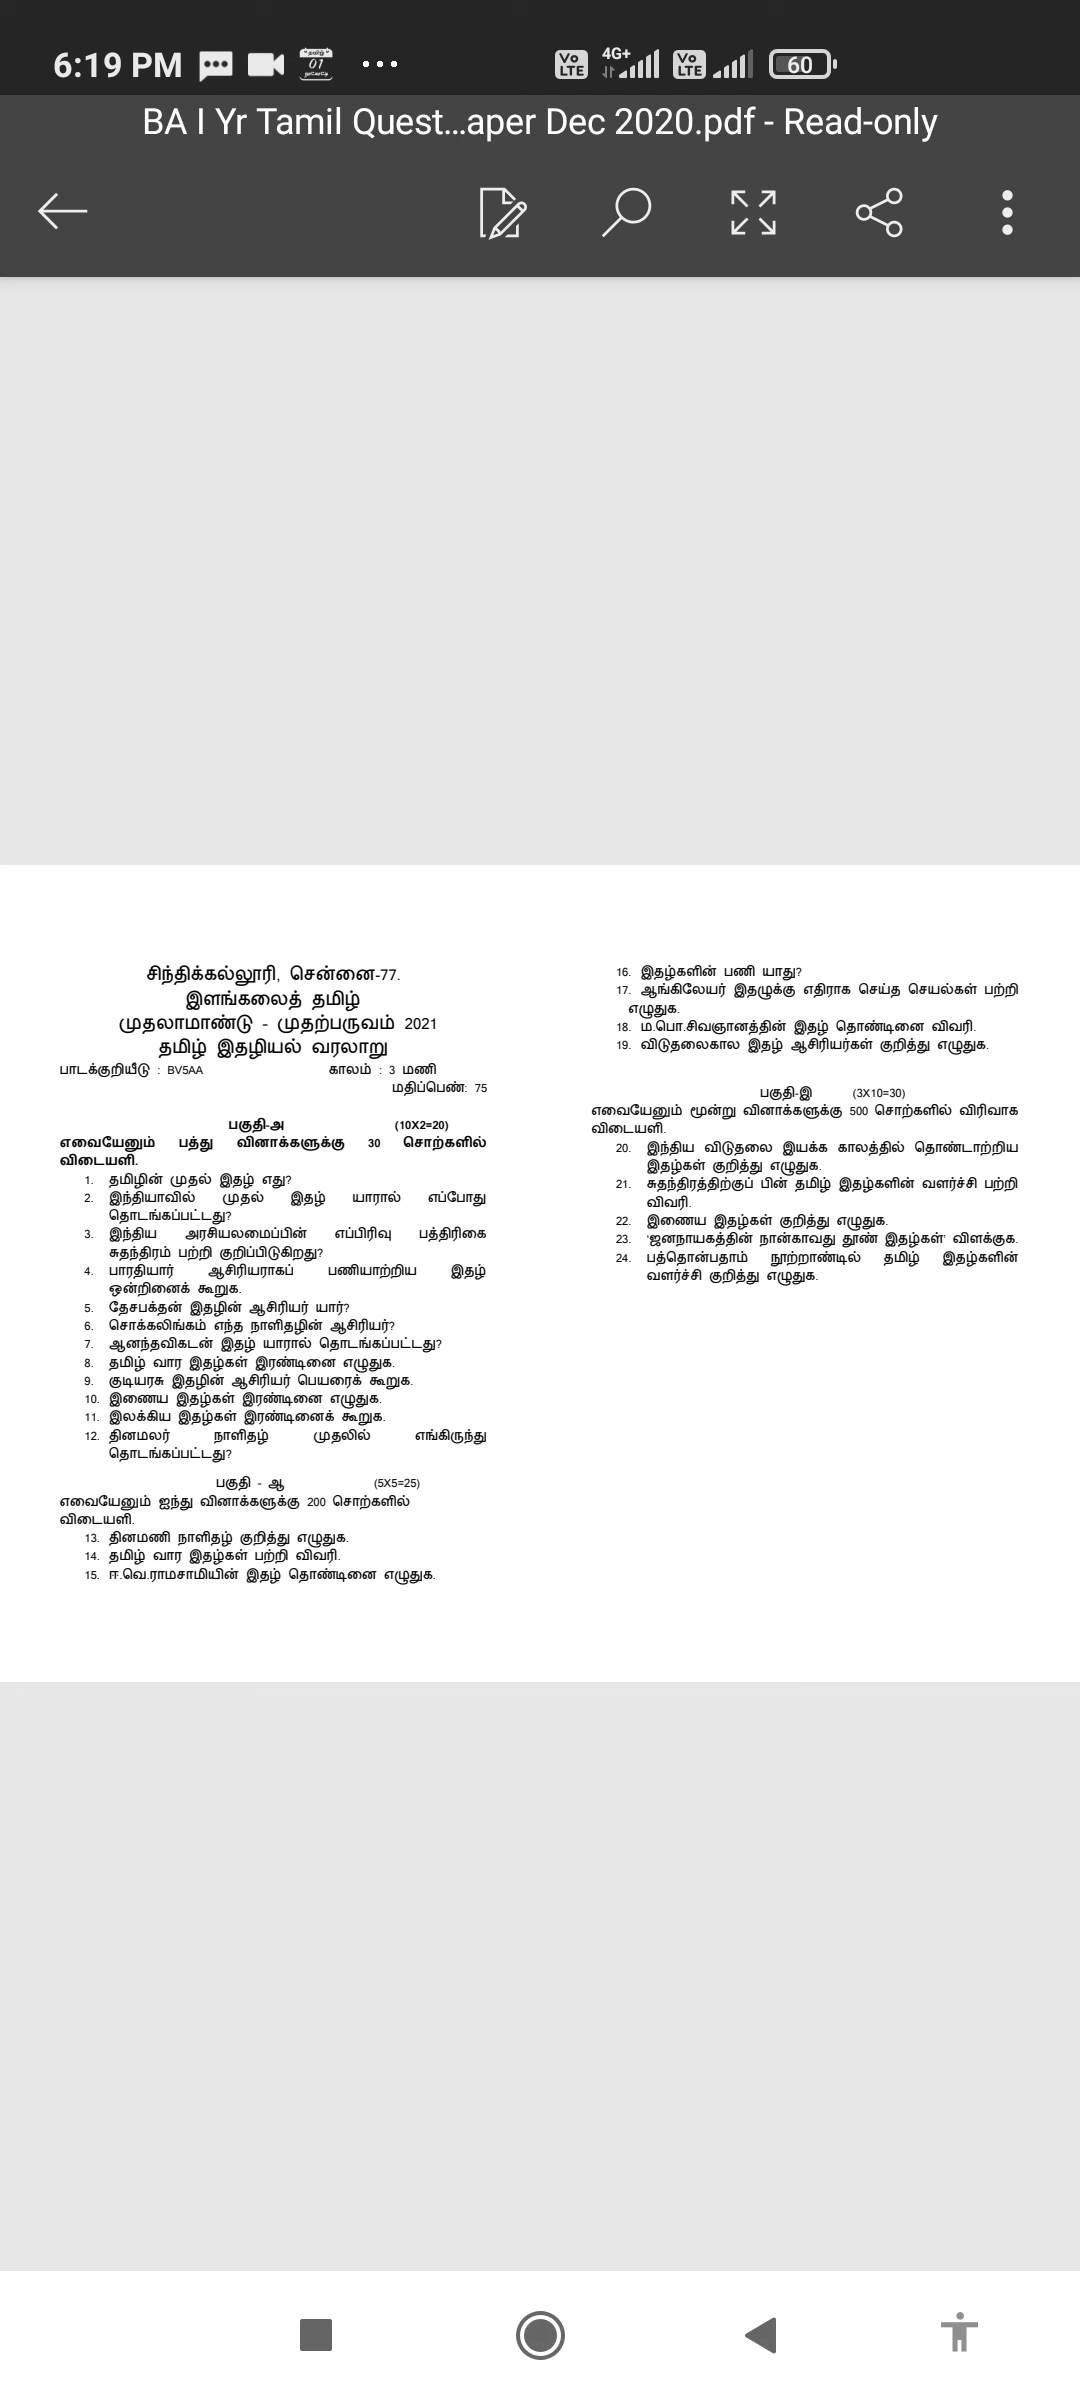 6:19 PM
Vo LTE 4G+ Vo LTE 60
BA I Yr Tamil Quest...aper Dec 2020.pdf - Read-only
சிந்திக்கல்லூரி, சென்னை-77.
இளங்கலைத் தமிழ்
முதலாமாண்டு - முதற்பருவம் 2021
தமிழ் இதழியல் வரலாறு
பாடக்குறியீடு : BV5AA காலம் : 3 மணி
மதிப்பெண்: 75
பகுதி-அ (10X2=20)
எவையேனும் பத்து வினாக்களுக்கு 30 சொற்களில்
விடையளி.
1. தமிழின் முதல் இதழ் எது?
2. இந்தியாவில் முதல் இதழ் யாரால் எப்போது
தொடங்கப்பட்டது?
3. இந்திய அரசியலமைப்பின் எப்பிரிவு பத்திரிகை
சுதந்திரம் பற்றி குறிப்பிடுகிறது?
4. பாரதியார் ஆசிரியராகப் பணியாற்றிய இதழ்
ஒன்றினைக் கூறுக.
5. தேசபக்தன் இதழின் ஆசிரியர் யார்?
6. சொக்கலிங்கம் எந்த நாளிதழின் ஆசிரியர்?
7. ஆனந்தவிகடன் இதழ் யாரால் தொடங்கப்பட்டது?
8. தமிழ் வார இதழ்கள் இரண்டினை எழுதுக.
9. குடியரசு இதழின் ஆசிரியர் பெயரைக் கூறுக.
10. இணைய இதழ்கள் இரண்டினை எழுதுக.
11. இலக்கிய இதழ்கள் இரண்டினைக் கூறுக.
12. தினமலர் நாளிதழ் முதலில் எங்கிருந்து
தொடங்கப்பட்டது?
பகுதி - ஆ (5X5=25)
எவையேனும் ஐந்து வினாக்களுக்கு 200 சொற்களில்
விடையளி.
13. தினமணி நாளிதழ் குறித்து எழுதுக.
14. தமிழ் வார இதழ்கள் பற்றி விவரி.
15. ஈ.வெ.ராமசாமியின் இதழ் தொண்டினை எழுதுக.
16. இதழ்களின் பணி யாது?
17. ஆங்கிலேயர் இதழுக்கு எதிராக செய்த செயல்கள் பற்றி
எழுதுக.
18. ம.பொ.சிவஞானத்தின் இதழ் தொண்டினை விவரி.
19. விடுதலைகால இதழ் ஆசிரியர்கள் குறித்து எழுதுக.
பகுதி-இ (3X10=30)
எவையேனும் மூன்று வினாக்களுக்கு 500 சொற்களில் விரிவாக
விடையளி.
20. இந்திய விடுதலை இயக்க காலத்தில் தொண்டாற்றிய
இதழ்கள் குறித்து எழுதுக.
21. சுதந்திரத்திற்குப் பின் தமிழ் இதழ்களின் வளர்ச்சி பற்றி
விவரி.
22. இணைய இதழ்கள் குறித்து எழுதுக.
23. 'ஜனநாயகத்தின் நான்காவது தூண் இதழ்கள்' விளக்குக.
24. பத்தொன்பதாம் நூற்றாண்டில் தமிழ் இதழ்களின்
வளர்ச்சி குறித்து எழுதுக.